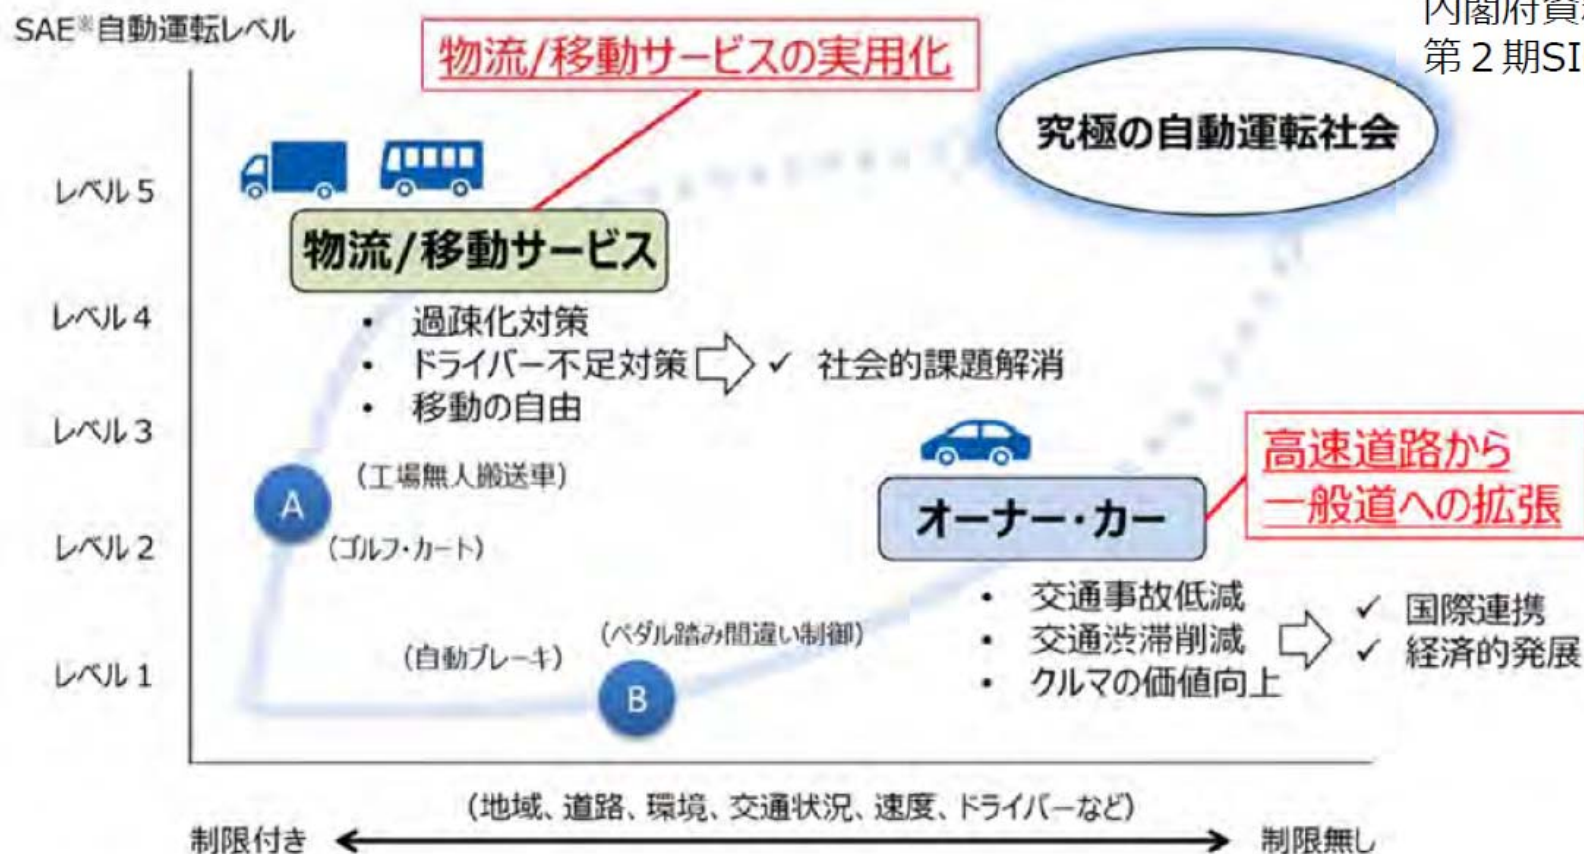 SAE※自動運転レベル
内閣府資
第2期SI
物流/移動サービスの実用化
究極の自動運転社会
レベル5
物流/移動サービス
レベル4
• 過疎化対策
• ドライバー不足対策
✓ 社会的課題解消
• 移動の自由
レベル3
高速道路から
一般道への拡張
(工場無人搬送車)
A
オーナー・カー
レベル2
(ゴルフ・カート)
• 交通事故低減
• 交通渋滞削減
• クルマの価値向上
✓ 国際連携
✓ 経済的発展
(ペダル踏み間違い制御)
(自動ブレーキ)
レベル1
B
(地域、道路、環境、交通状況、速度、ドライバーなど)
制限付き
制限無し